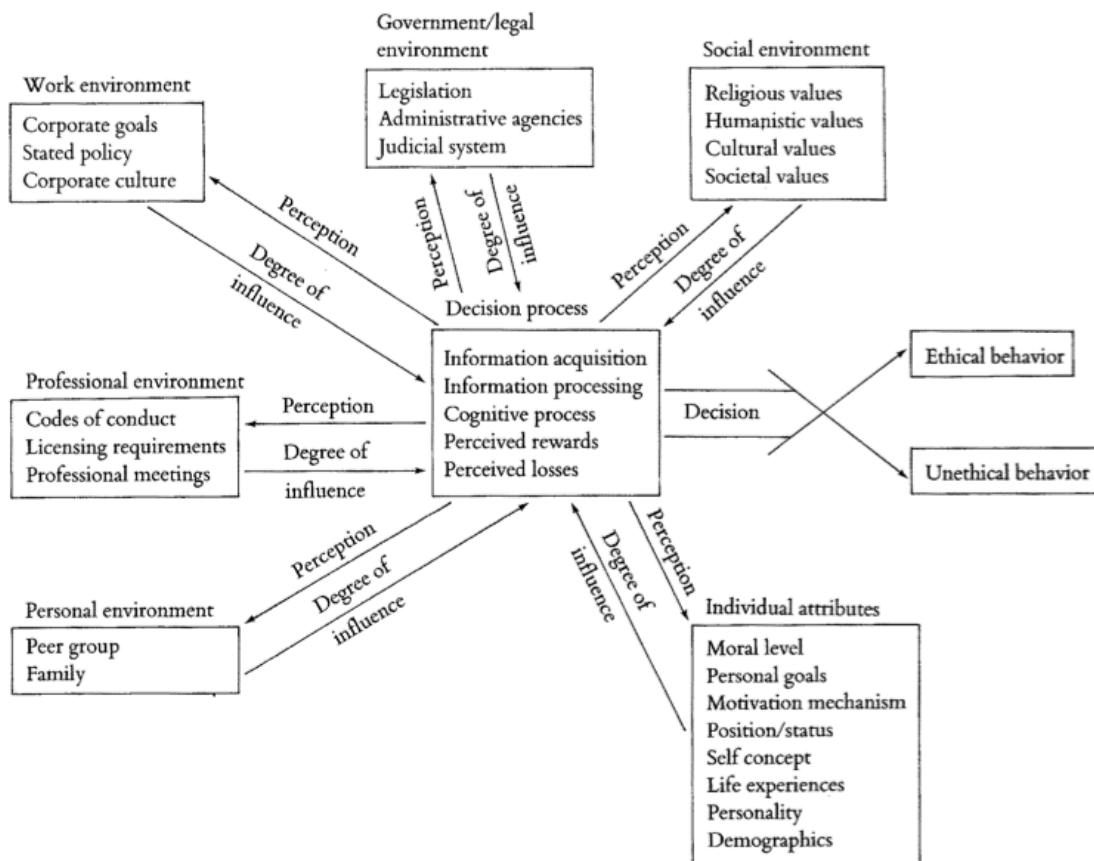 Government/legal
environment
Legislation
Administrative agencies
Judicial system
Social environment
Religious values
Humanistic values
Cultural values
Societal values
Work environment
Corporate goals
Stated policy
Corporate culture
Perception
Degree of
influence
Perception
Degree of
influence
Perception
Degree of
influence
Decision process
Information acquisition
Information processing
Cognitive process
Perceived rewards
Perceived losses
Decision
Ethical behavior
Unethical behavior
Professional environment
Codes of conduct
Licensing requirements
Professional meetings
Perception
Degree of
influence
Personal environment
Peer group
Family
Perception
Degree of
influence
Perception
Degree of
influence
Individual attributes
Moral level
Personal goals
Motivation mechanism
Position/status
Self concept
Life experiences
Personality
Demographics